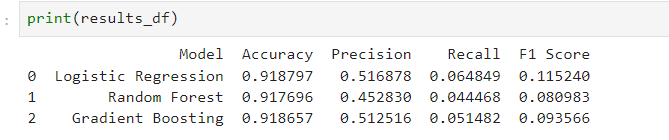 : print(results_df)
Model Accuracy Precision Recall F1 Score
0 Logistic Regression 0.918797 0.516878 0.064849 0.115240
1 Random Forest 0.917696 0.452830 0.044468 0.080983
2 Gradient Boosting 0.918657 0.512516 0.051482 0.093566